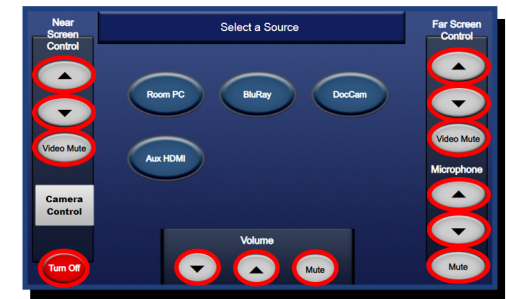 Near
Screen
Control
Select a Source
Far Screen
Control
Room PC
BluRay
DocCam
Video Mute
Video Mute
Aux HDMI
Microphone
Camera
Control
Volume
Turn Off
Mute
Mute